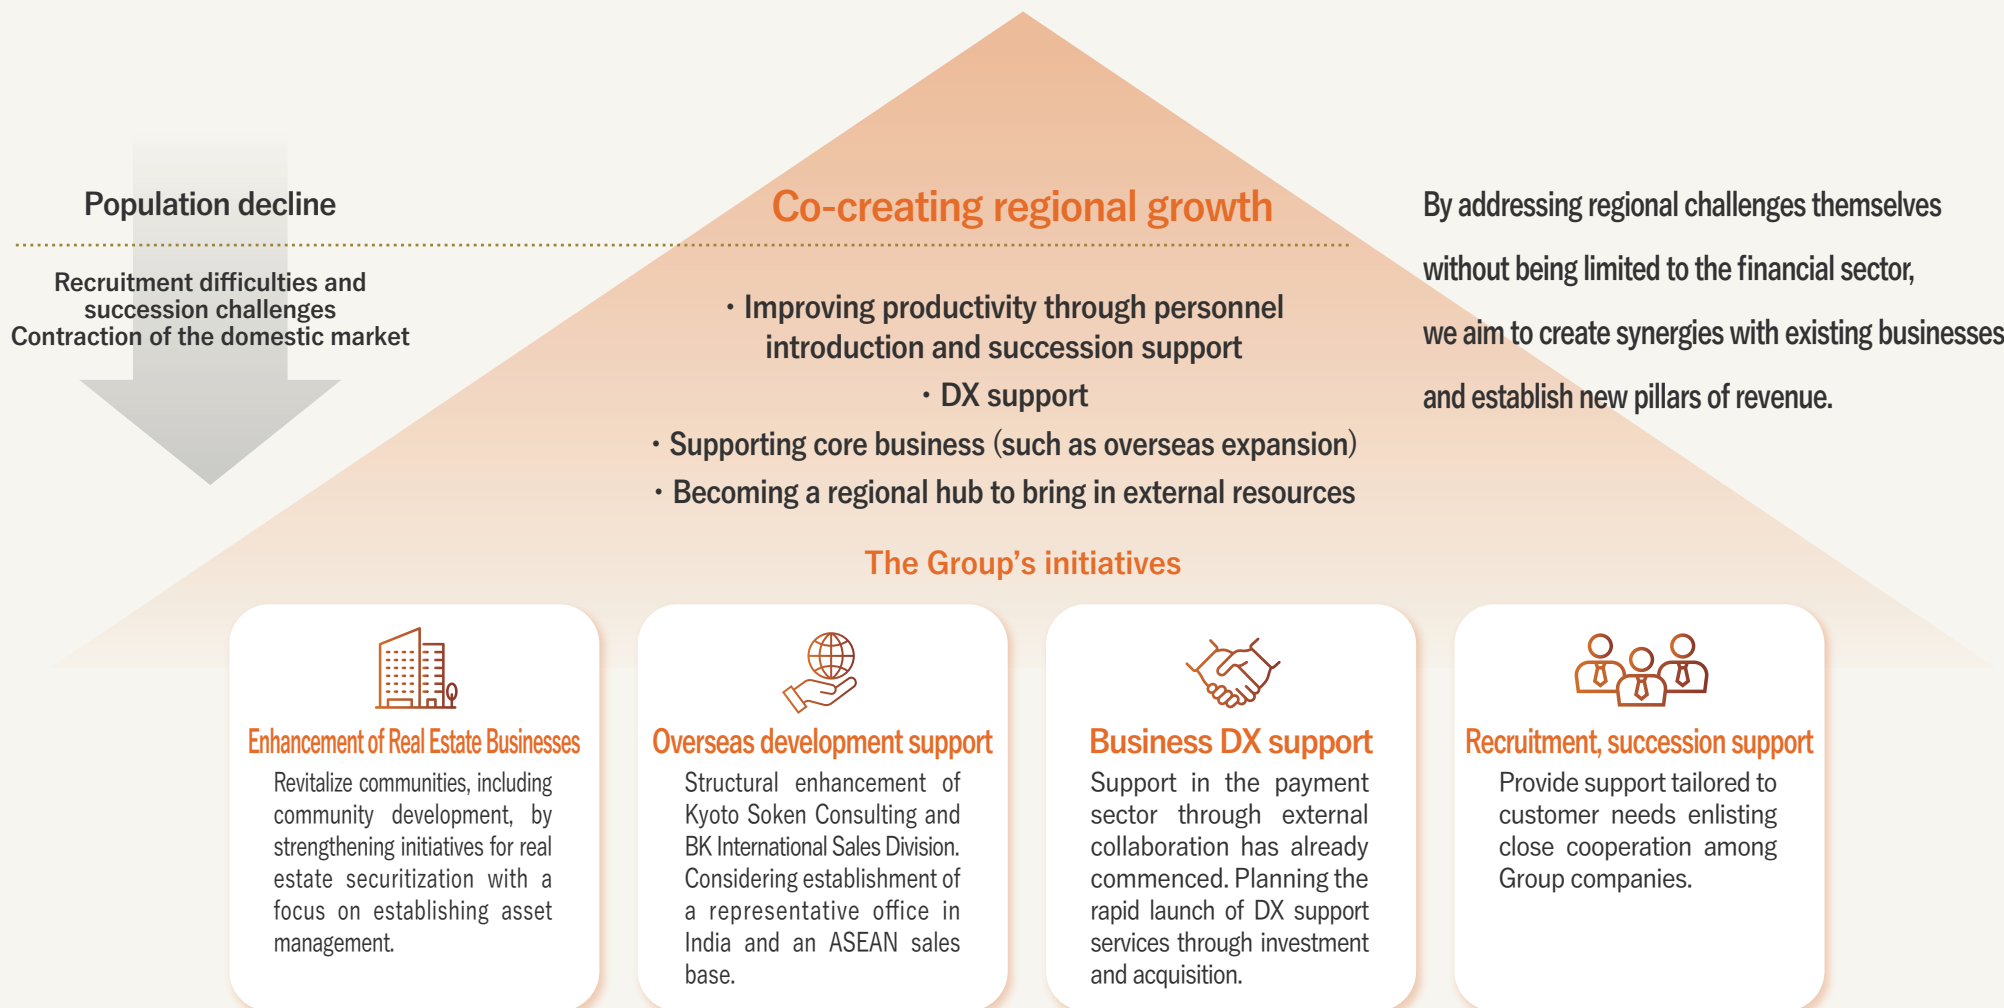 Population decline
Recruitment difficulties and
succession challenges
Contraction of the domestic market
Co-creating regional growth
・Improving productivity through personnel
introduction and succession support
・DX support
・Supporting core business (such as overseas expansion)
・Becoming a regional hub to bring in external resources
By addressing regional challenges themselves
without being limited to the financial sector,
we aim to create synergies with existing businesses
and establish new pillars of revenue.
The Group’s initiatives
Enhancement of Real Estate Businesses
Revitalize communities, including
community development, by
strengthening initiatives for real
estate securitization with a
focus on establishing asset
management.
Overseas development support
Structural enhancement of
Kyoto Soken Consulting and
BK International Sales Division.
Considering establishment of
a representative office in
India and an ASEAN sales
base.
Business DX support
Support in the payment
sector through external
collaboration has already
commenced. Planning the
rapid launch of DX support
services through investment
and acquisition.
Recruitment, succession support
Provide support tailored to
customer needs enlisting
close cooperation among
Group companies.